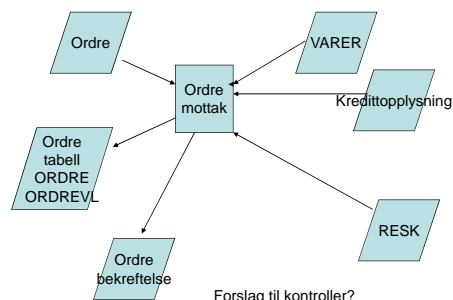 Ordre
VARER
Ordre
mottak
Kredittopplysning
Ordre
tabell
ORDRE
ORDREVL
RESK
Ordre
bekreftelse
Forslag til kontroller?